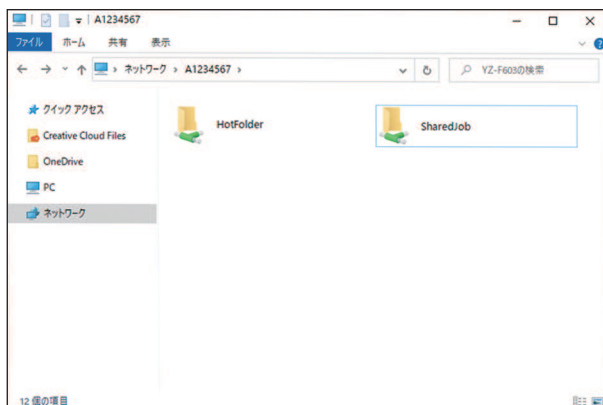 A1234567
ファイル ホーム 共有 表示
ネットワーク › A1234567 ›
YZ-F603の検索
クイック アクセス
Creative Cloud Files
OneDrive
PC
ネットワーク
HotFolder
SharedJob
12 個の項目